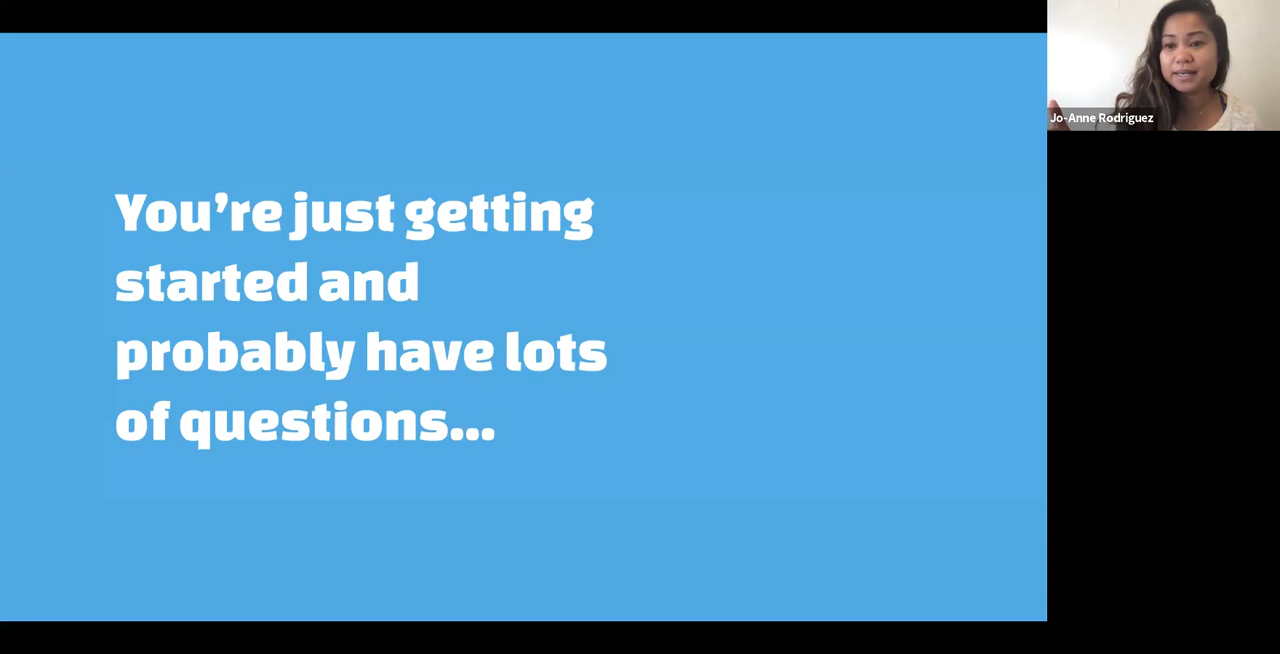 You’re just getting
started and
probably have lots
of questions...
Jo-Anne Rodriguez